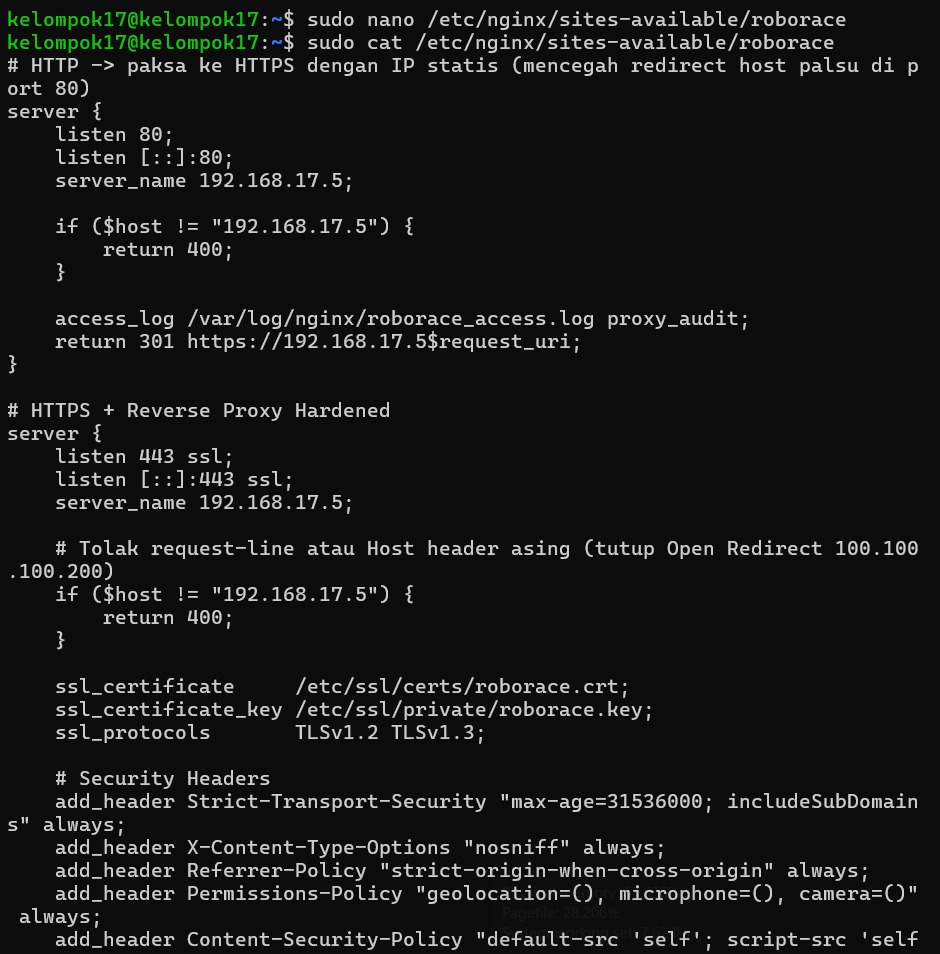 kelompok17@kelompok17:~$ sudo nano /etc/nginx/sites-available/roborace
kelompok17@kelompok17:~$ sudo cat /etc/nginx/sites-available/roborace
# HTTP -> paksa ke HTTPS dengan IP statis (mencegah redirect host palsu di p
ort 80)
server {
    listen 80;
    listen [::]:80;
    server_name 192.168.17.5;

    if ($host != "192.168.17.5") {
        return 400;
    }

    access_log /var/log/nginx/roborace_access.log proxy_audit;
    return 301 https://192.168.17.5$request_uri;
}

# HTTPS + Reverse Proxy Hardened
server {
    listen 443 ssl;
    listen [::]:443 ssl;
    server_name 192.168.17.5;

    # Tolak request-line atau Host header asing (tutup Open Redirect 100.100
.100.200)
    if ($host != "192.168.17.5") {
        return 400;
    }

    ssl_certificate     /etc/ssl/certs/roborace.crt;
    ssl_certificate_key /etc/ssl/private/roborace.key;
    ssl_protocols       TLSv1.2 TLSv1.3;

    # Security Headers
    add_header Strict-Transport-Security "max-age=31536000; includeSubDomain
s" always;
    add_header X-Content-Type-Options "nosniff" always;
    add_header Referrer-Policy "strict-origin-when-cross-origin" always;
    add_header Permissions-Policy "geolocation=(), microphone=(), camera=()"
 always;
Pagefile: 28.206%
    add_header Content-Security-Policy "default-src 'self'; script-src 'self